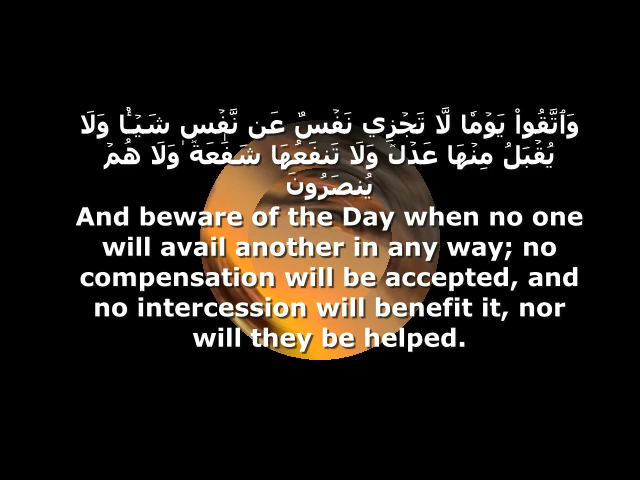 وَٱتَّقُوا۟ يَوْمًۭا لَّا تَجْزِي نَفْسٌ عَن نَّفْسٍۢ شَيْـًۭٔا وَلَا
يُقْبَلُ مِنْهَا عَدْلٌۭ وَلَا تَنفَعُهَا شَفَٰعَةٌۭ وَلَا هُمْ
يُنصَرُونَ
And beware of the Day when no one
will avail another in any way; no
compensation will be accepted, and
no intercession will benefit it, nor
will they be helped.